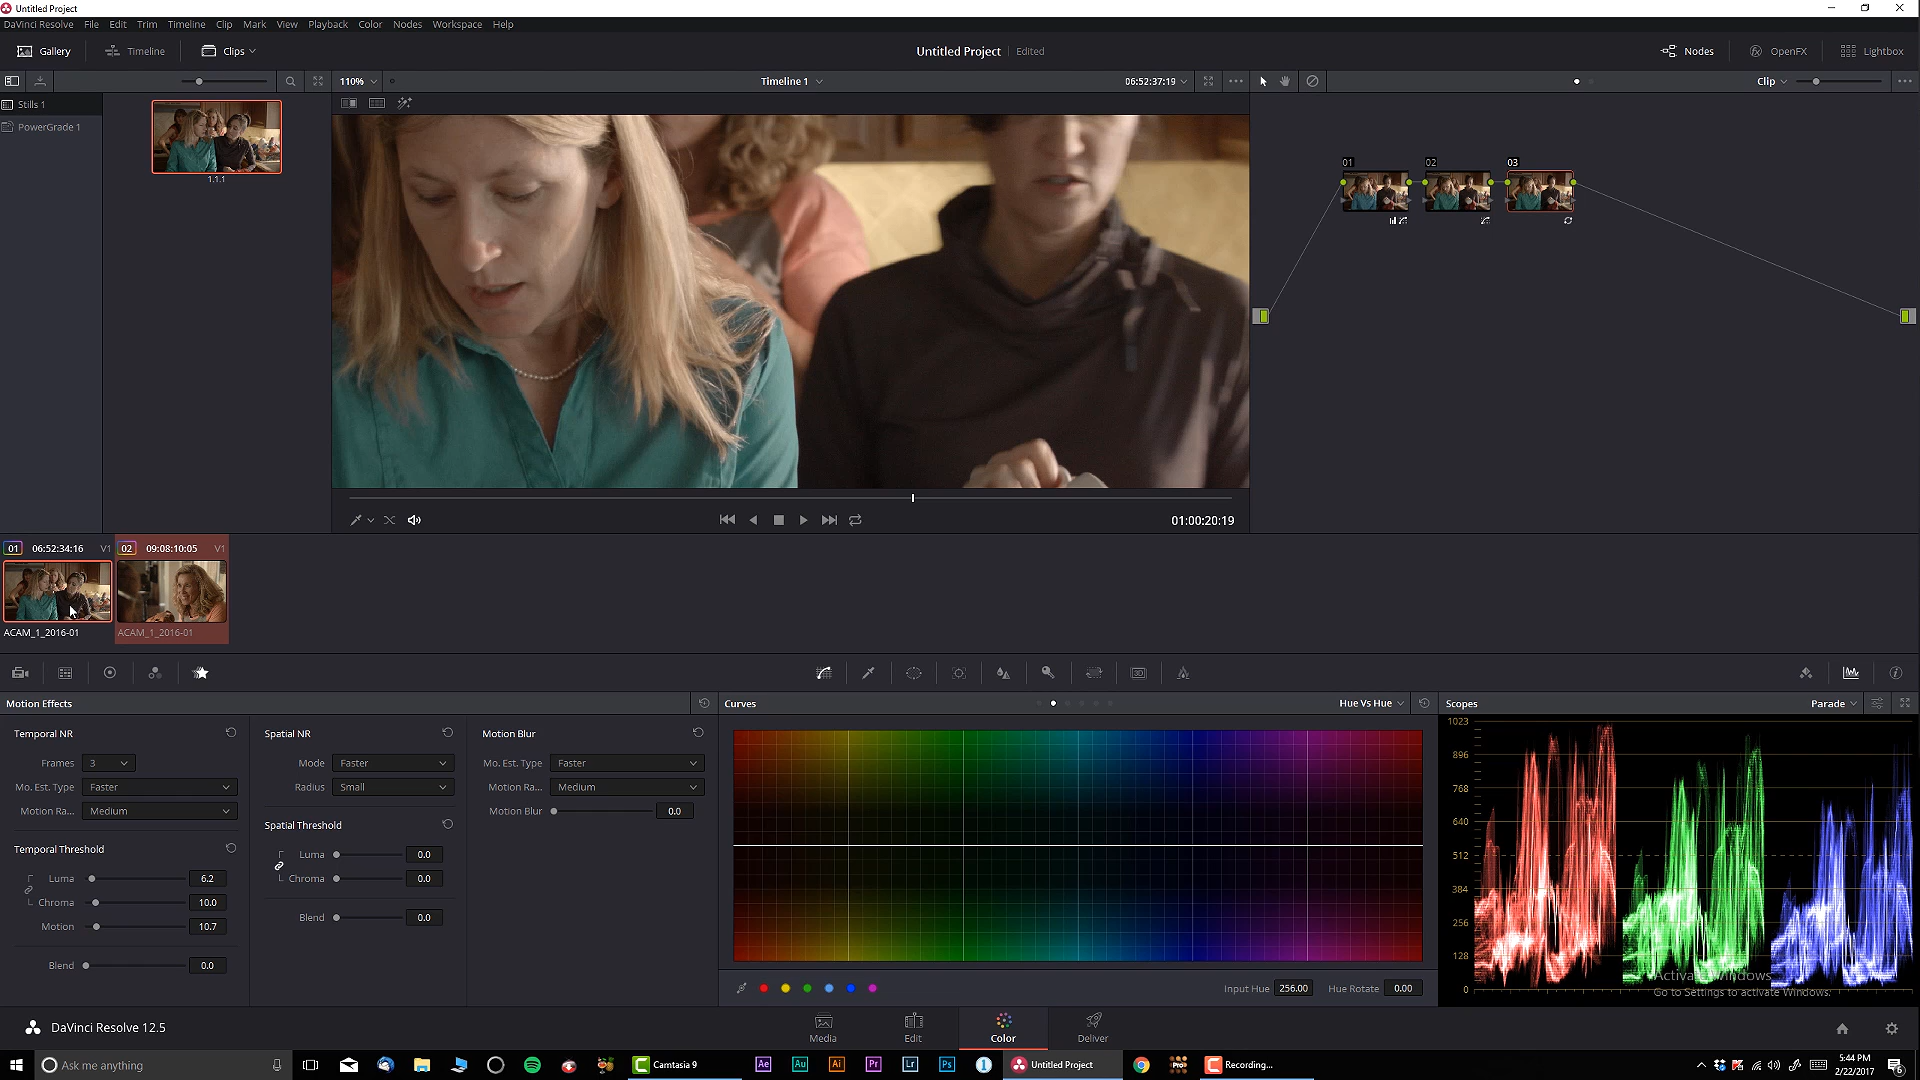 Untitled Project
DaVinci Resolve File Edit Trim Timeline Clip Mark View Playback Color Nodes Workspace Help
Gallery Timeline Clips Untitled Project Edited Nodes OpenFX Lightbox
110% Timeline 1 06:52:37:19 Clip
Stills 1
PowerGrade 1
1.1.1
01 02 03
01:00:20:19
01 06:52:34:16 V1 02 09:08:10:05 V1
ACAM_1_2016-01 ACAM_1_2016-01
Motion Effects Curves Hue Vs Hue Scopes Parade
Temporal NR Spatial NR Motion Blur
Frames 3 Mode Faster Mo. Est. Type Faster
Mo. Est. Type Faster Radius Small Motion Ra... Medium
Motion Ra... Medium Motion Blur 0.0
Spatial Threshold
Temporal Threshold
Luma 0.0
Chroma 0.0
Luma 6.2
Chroma 10.0
Motion 10.7
Blend 0.0
Blend 0.0
Input Hue 256.00 Hue Rotate 0.00
1023
896
768
640
512
384
256
128
0
Activate Windows
Go to Settings to activate Windows.
DaVinci Resolve 12.5 Media Edit Color Deliver
Ask me anything Camtasia 9 Ae Au Ai Pr Lr Ps Untitled Project Pro Recording... 5:44 PM
2/22/2017 6